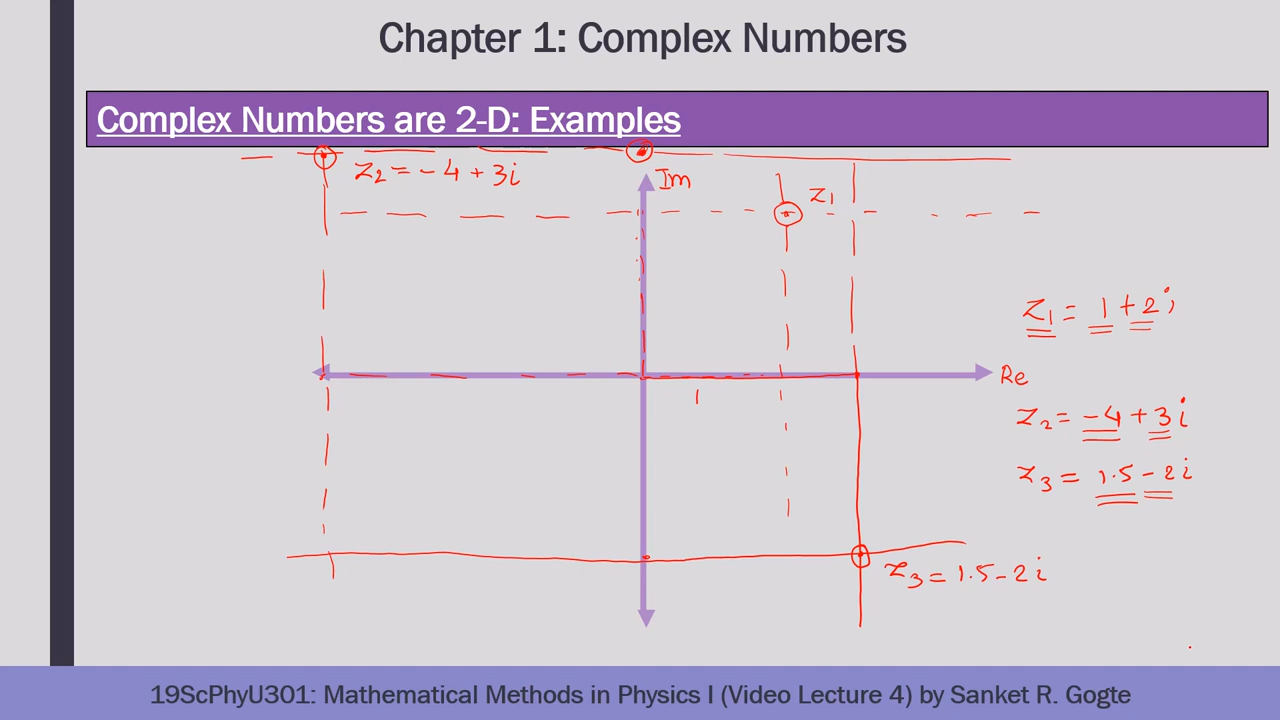 Chapter 1: Complex Numbers
Complex Numbers are 2-D: Examples
z₂ = - 4 + 3i
Im
z₁
z₁ = 1 + 2i
Re
1
z₂ = -4 + 3i
z₃ = 1.5 - 2i
z₃ = 1.5 - 2i
19ScPhyU301: Mathematical Methods in Physics I (Video Lecture 4) by Sanket R. Gogte